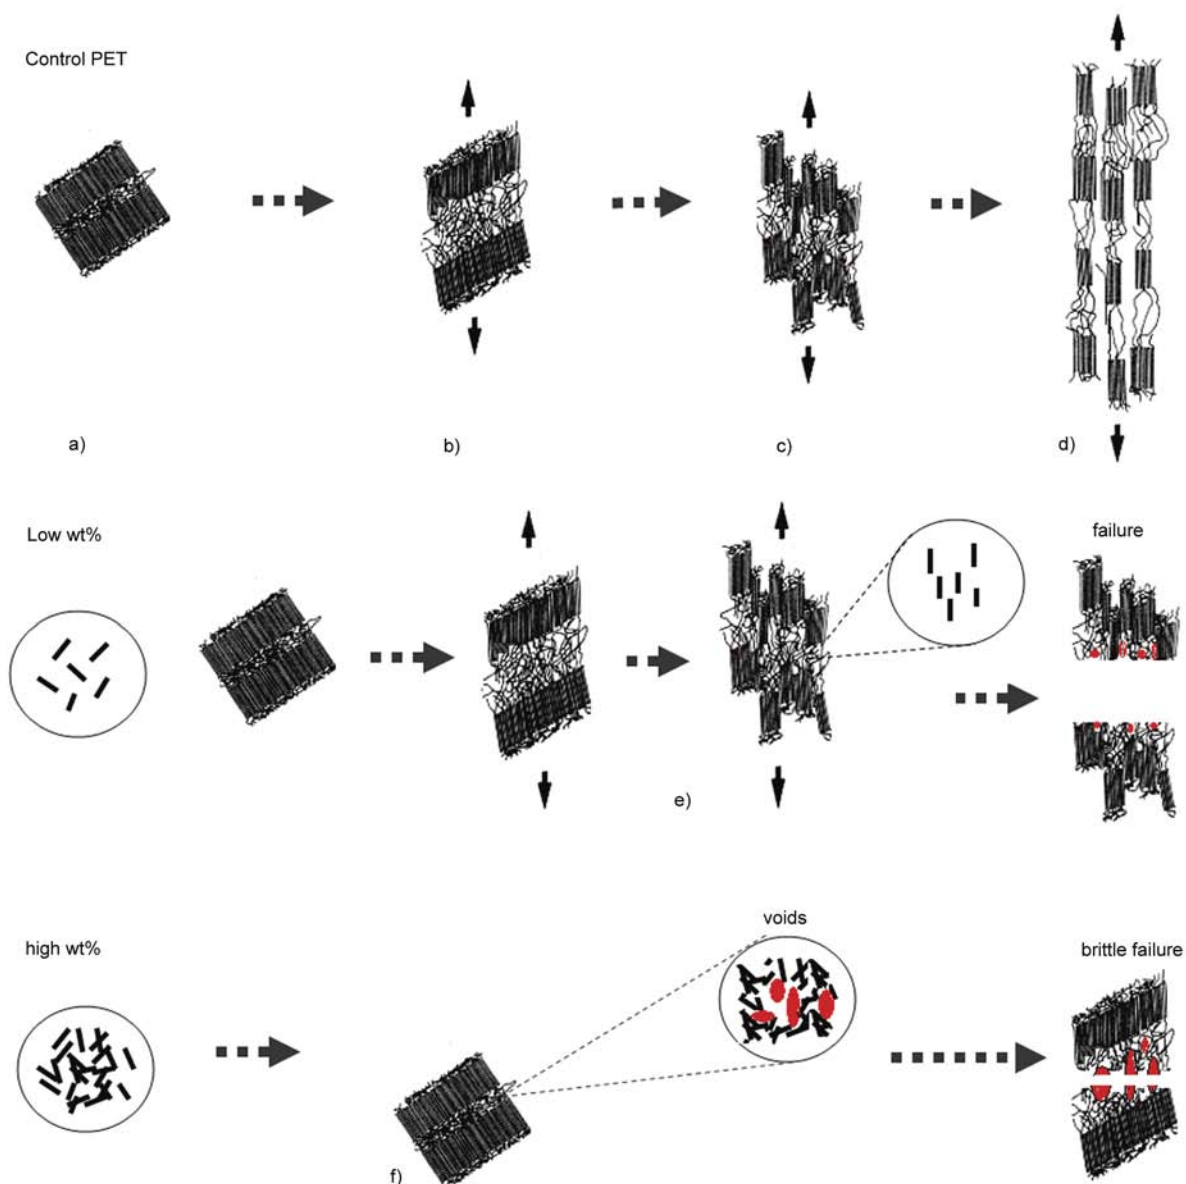 Control PET
a)
b)
c)
d)
Low wt%
failure
e)
high wt%
voids
brittle failure
f)